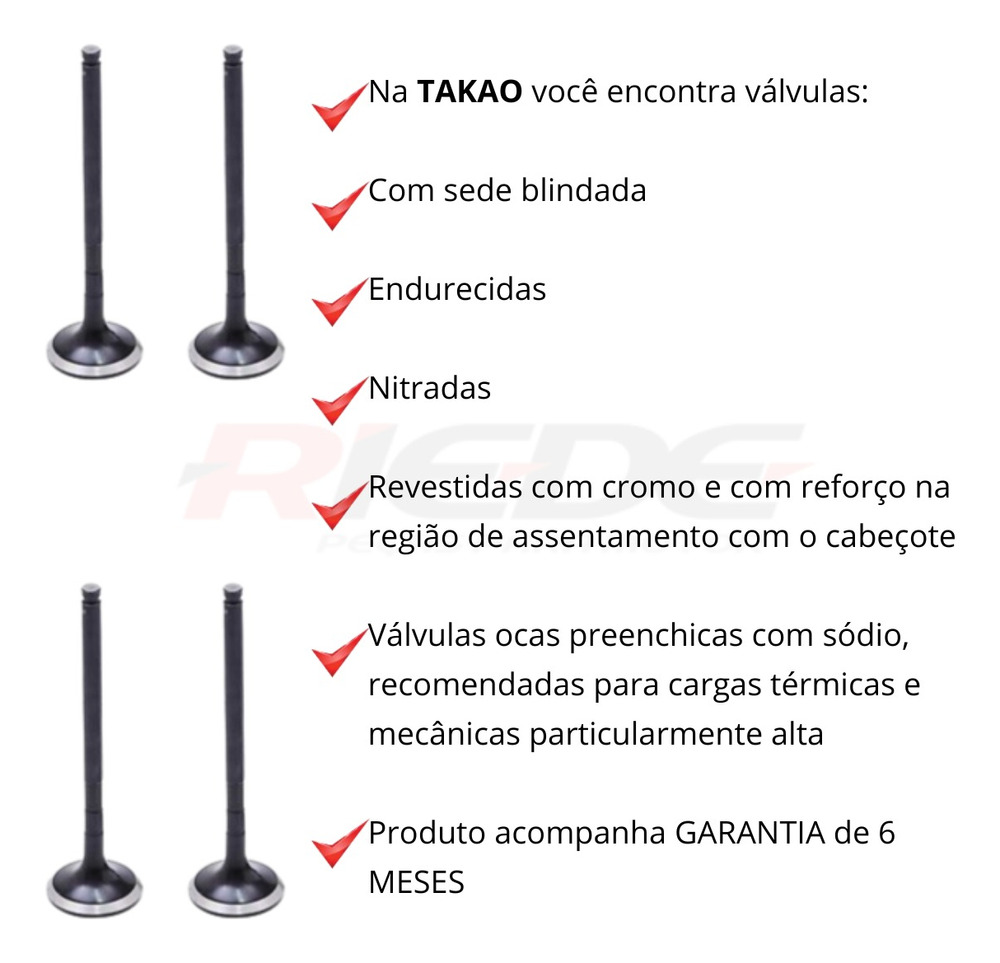 Na TAKAO você encontra válvulas:
Com sede blindada
Endurecidas
Nitradas
RIEDE
Revestidas com cromo e com reforço na
região de assentamento com o cabeçote
Válvulas ocas preenchicas com sódio,
recomendadas para cargas térmicas e
mecânicas particularmente alta
Produto acompanha GARANTIA de 6
MESES